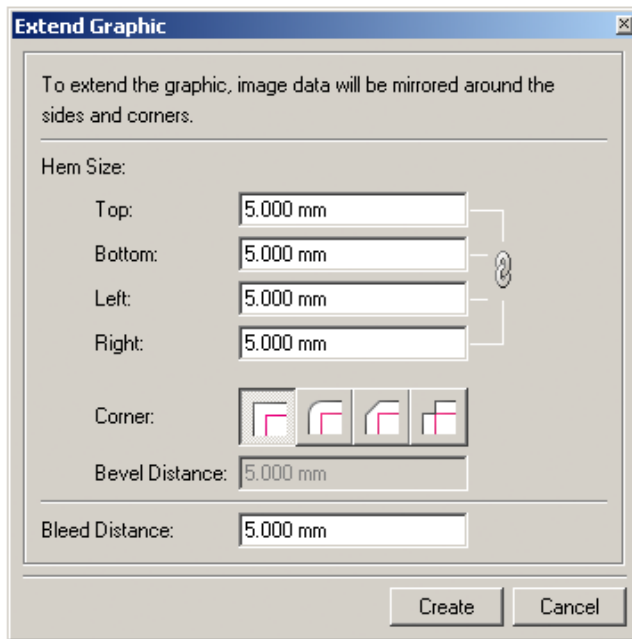 Extend Graphic
To extend the graphic, image data will be mirrored around the
sides and corners.
Hem Size:
Top: 5.000 mm
Bottom: 5.000 mm
Left: 5.000 mm
Right: 5.000 mm
Corner:
Bevel Distance: 5.000 mm
Bleed Distance: 5.000 mm
Create Cancel